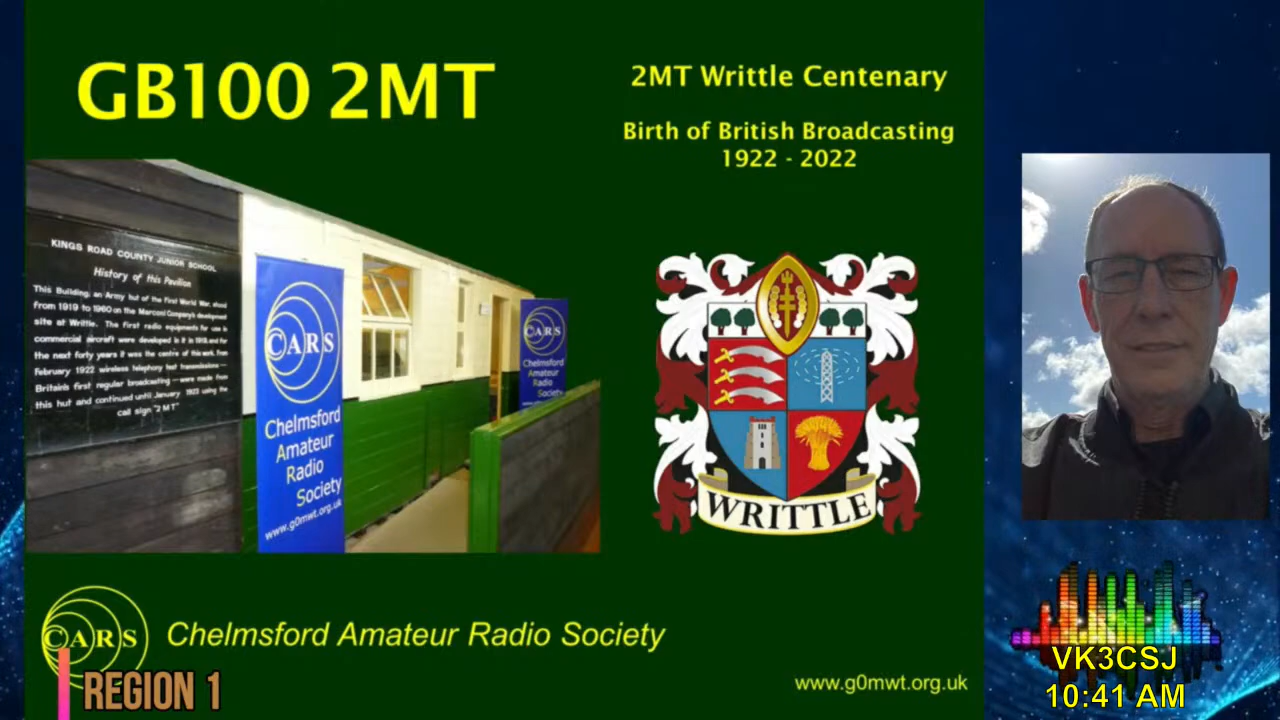 GB100 2MT
2MT Writtle Centenary
Birth of British Broadcasting
1922 - 2022
KINGS ROAD COUNTY JUNIOR SCHOOL
History of this Pavilion
This Building, an Army hut of the First World War, stood
from 1919 to 1960 on the Marconi Company's development
site at Writtle. The first radio equipments for use in
commercial aircraft were developed in it in 1919, and for
the next forty years it was the centre of this work. From
February 1922 wireless telephony test transmissions—
Britain's first regular broadcasting—were made from
this hut and continued until January 1923 using the
call sign "2MT"
CARS
Chelmsford
Amateur
Radio
Society
www.g0mwt.org.uk
CARS
Chelmsford
Amateur
Radio
Society
WRITTLE
CARS
Chelmsford Amateur Radio Society
www.g0mwt.org.uk
REGION 1
VK3CSJ
10:41 AM